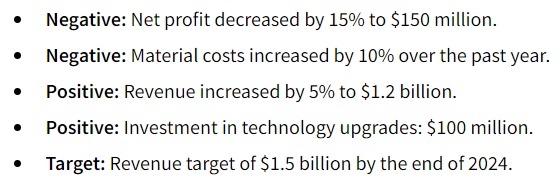 • Negative: Net profit decreased by 15% to $150 million.
• Negative: Material costs increased by 10% over the past year.
• Positive: Revenue increased by 5% to $1.2 billion.
• Positive: Investment in technology upgrades: $100 million.
• Target: Revenue target of $1.5 billion by the end of 2024.